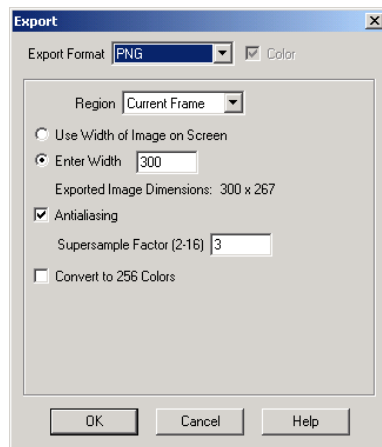 Export
Export Format PNG Color
Region Current Frame
Use Width of Image on Screen
Enter Width 300
Exported Image Dimensions: 300 x 267
Antialiasing
Supersample Factor (2-16) 3
Convert to 256 Colors
OK Cancel Help